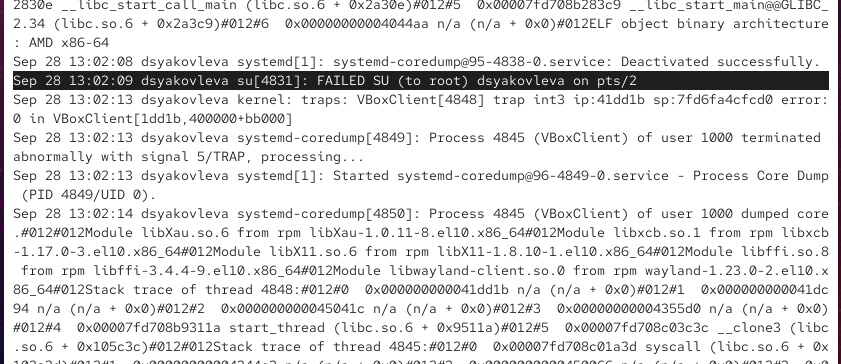 2830e __libc_start_call_main (libc.so.6 + 0x2a30e)#012#5  0x00007fd708b283c9 __libc_start_main@@GLIBC_
2.34 (libc.so.6 + 0x2a3c9)#012#6  0x00000000004044aa n/a (n/a + 0x0)#012ELF object binary architecture
: AMD x86-64
Sep 28 13:02:08 dsyakovleva systemd[1]: systemd-coredump@95-4838-0.service: Deactivated successfully.
Sep 28 13:02:09 dsyakovleva su[4831]: FAILED SU (to root) dsyakovleva on pts/2
Sep 28 13:02:13 dsyakovleva kernel: traps: VBoxClient[4848] trap int3 ip:41dd1b sp:7fd6fa4cfcd0 error:
0 in VBoxClient[1dd1b,400000+bb000]
Sep 28 13:02:13 dsyakovleva systemd-coredump[4849]: Process 4845 (VBoxClient) of user 1000 terminated
abnormally with signal 5/TRAP, processing...
Sep 28 13:02:13 dsyakovleva systemd[1]: Started systemd-coredump@96-4849-0.service - Process Core Dump
(PID 4849/UID 0).
Sep 28 13:02:14 dsyakovleva systemd-coredump[4850]: Process 4845 (VBoxClient) of user 1000 dumped core
.#012#012Module libXau.so.6 from rpm libXau-1.0.11-8.el10.x86_64#012Module libxcb.so.1 from rpm libxcb
-1.17.0-3.el10.x86_64#012Module libX11.so.6 from rpm libX11-1.8.10-1.el10.x86_64#012Module libffi.so.8
from rpm libffi-3.4.4-9.el10.x86_64#012Module libwayland-client.so.0 from rpm wayland-1.23.0-2.el10.x
86_64#012Stack trace of thread 4848:#012#0  0x000000000041dd1b n/a (n/a + 0x0)#012#1  0x000000000041dc
94 n/a (n/a + 0x0)#012#2  0x000000000045041c n/a (n/a + 0x0)#012#3  0x00000000004355d0 n/a (n/a + 0x0)
#012#4  0x00007fd708b9311a start_thread (libc.so.6 + 0x9511a)#012#5  0x00007fd708c03c3c __clone3 (libc
.so.6 + 0x105c3c)#012#012Stack trace of thread 4845:#012#0  0x00007fd708c01a3d syscall (libc.so.6 + 0x